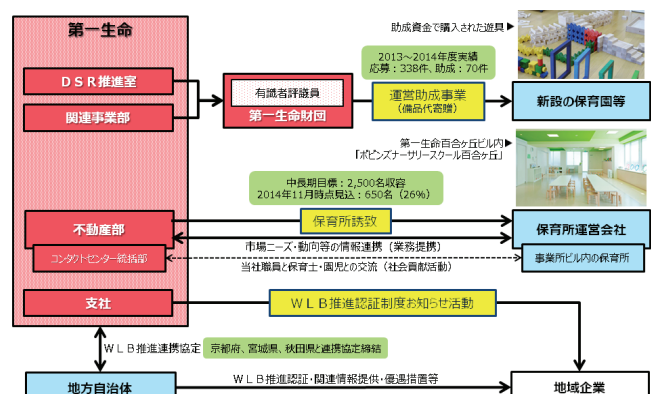 助成資金で購入された遊具▶
第一生命
2013～2014年度実績
応募：338件、助成：70件
ＤＳＲ推進室
有識者評議員
運営助成事業
(備品代寄贈)
新設の保育園等
関連事業部
第一生命財団
第一生命百合ヶ丘ビル内▶
「ポピンズナーサリースクール百合ヶ丘」
中長期目標：2,500名収容
2014年11月時点見込：650名（26%）
不動産部
保育所誘致
保育所運営会社
市場ニーズ・動向等の情報連携（業務提携）
コンタクトセンター統括部
事業所ビル内の保育所
当社職員と保育士・園児との交流（社会貢献活動）
支社
ＷＬＢ推進認証制度お知らせ活動
ＷＬＢ推進連携協定
京都府、宮城県、秋田県と連携協定締結
地方自治体
ＷＬＢ推進認証・関連情報提供・優遇措置等
地域企業